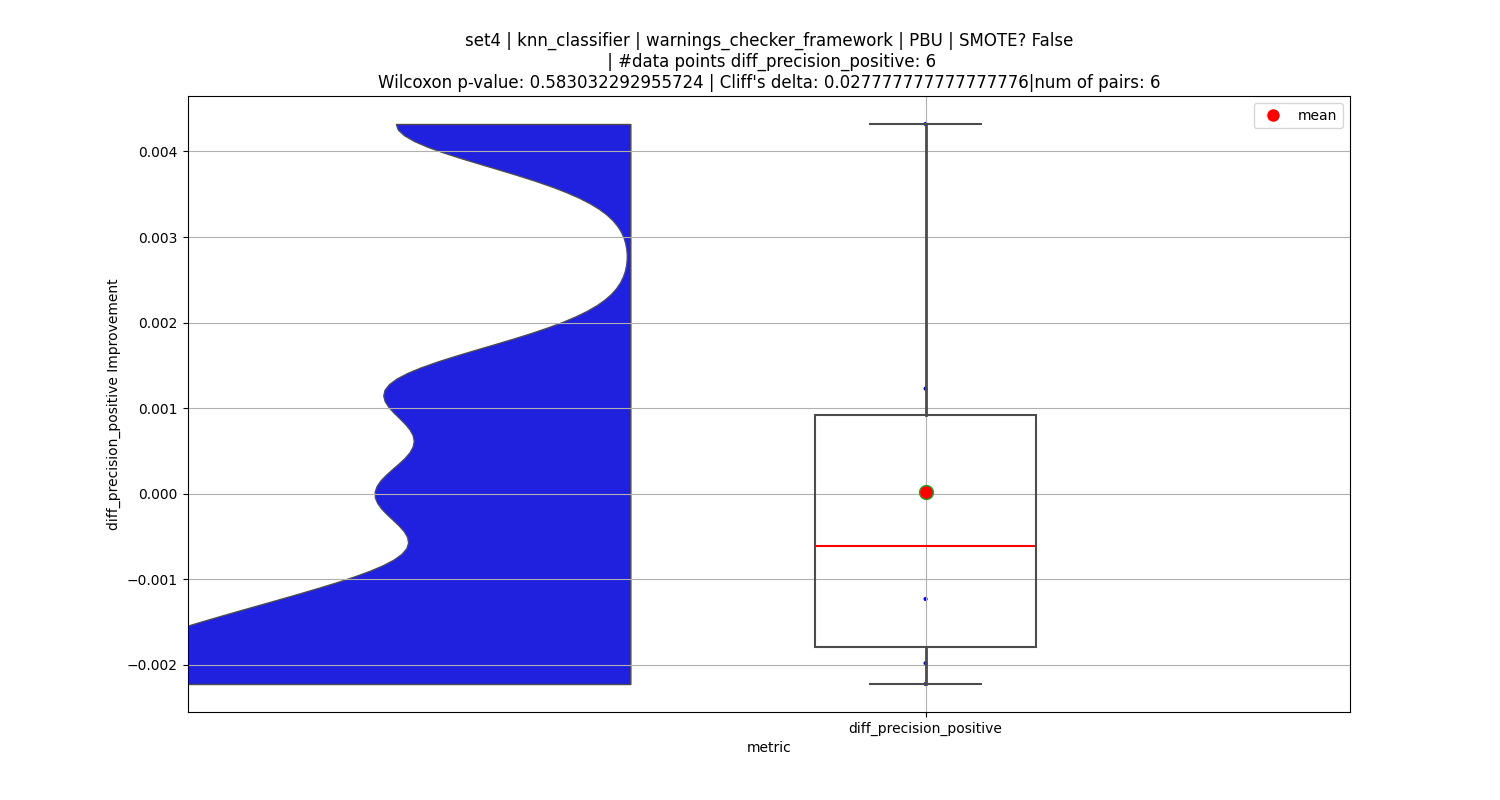 set4 | knn_classifier | warnings_checker_framework | PBU | SMOTE? False
| #data points diff_precision_positive: 6
Wilcoxon p-value: 0.583032292955724 | Cliff's delta: 0.027777777777777776|num of pairs: 6
mean
0.004
0.003
0.002
0.001
0.000
−0.001
−0.002
diff_precision_positive Improvement
diff_precision_positive
metric